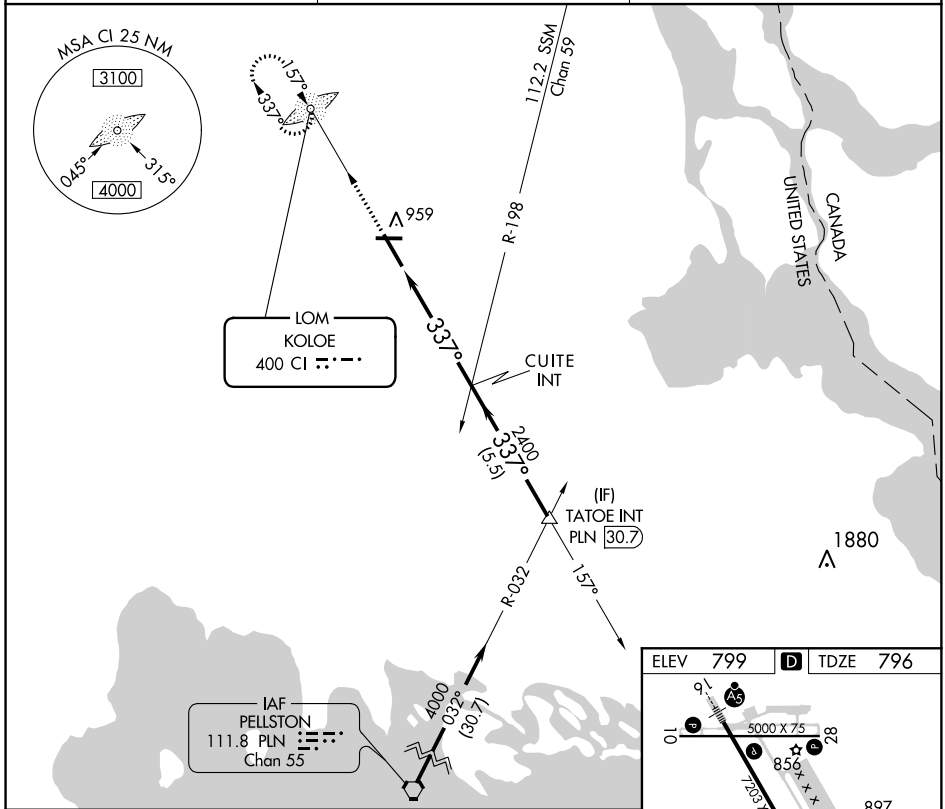 MSA CI 25 NM
3100
045°
315°
4000
157°
337°
112.2 SSM
Chan 59
R-198
CANADA
UNITED STATES
959
LOM
KOLOE
400 CI
337°
CUITE
INT
2400
337°
(5.5)
(IF)
TATOE INT
PLN 30.7
157°
R-032
1880
4000
032°
(30.7)
IAF
PELLSTON
111.8 PLN
Chan 55
ELEV 799 D TDZE 796
16
A5
P
10
5000 X 75
28
P
P
856
7203 X
897